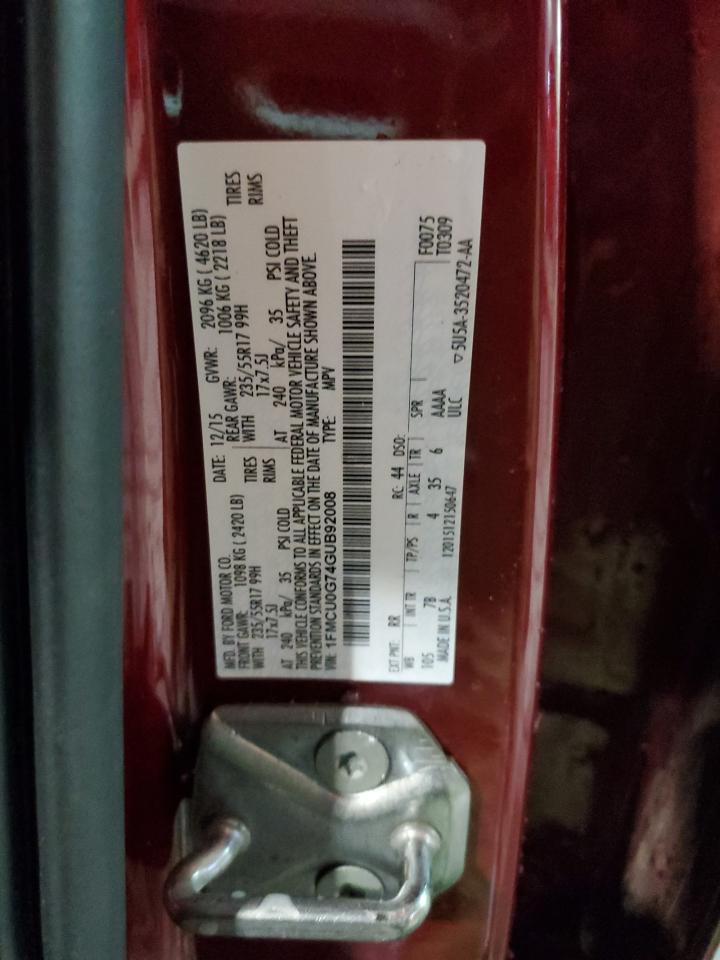 MFD. BY FORD MOTOR CO. DATE: 12/15 GVWR: 2096 KG ( 4620 LB)
FRONT GAWR: 1098 KG ( 2420 LB) REAR GAWR: 1006 KG ( 2218 LB)
WITH 235/55R17 99H TIRES WITH 235/55R17 99H TIRES
17x7.5J RIMS 17x7.5J RIMS
AT 240 kPa/ 35 PSI COLD AT 240 kPa/ 35 PSI COLD
THIS VEHICLE CONFORMS TO ALL APPLICABLE FEDERAL MOTOR VEHICLE SAFETY AND THEFT
PREVENTION STANDARDS IN EFFECT ON THE DATE OF MANUFACTURE SHOWN ABOVE.
VIN: 1FMCU0G74GUB92008 TYPE: MPV
EXT PNT: RR RC: 44 DSO: F0075
WB INT TR TP/PS R AXLE TR SPR T0309
105 7B 4 35 6 AAAA
MADE IN U.S.A. 1201512150647 ULC ▽5U5A-3520472-AA